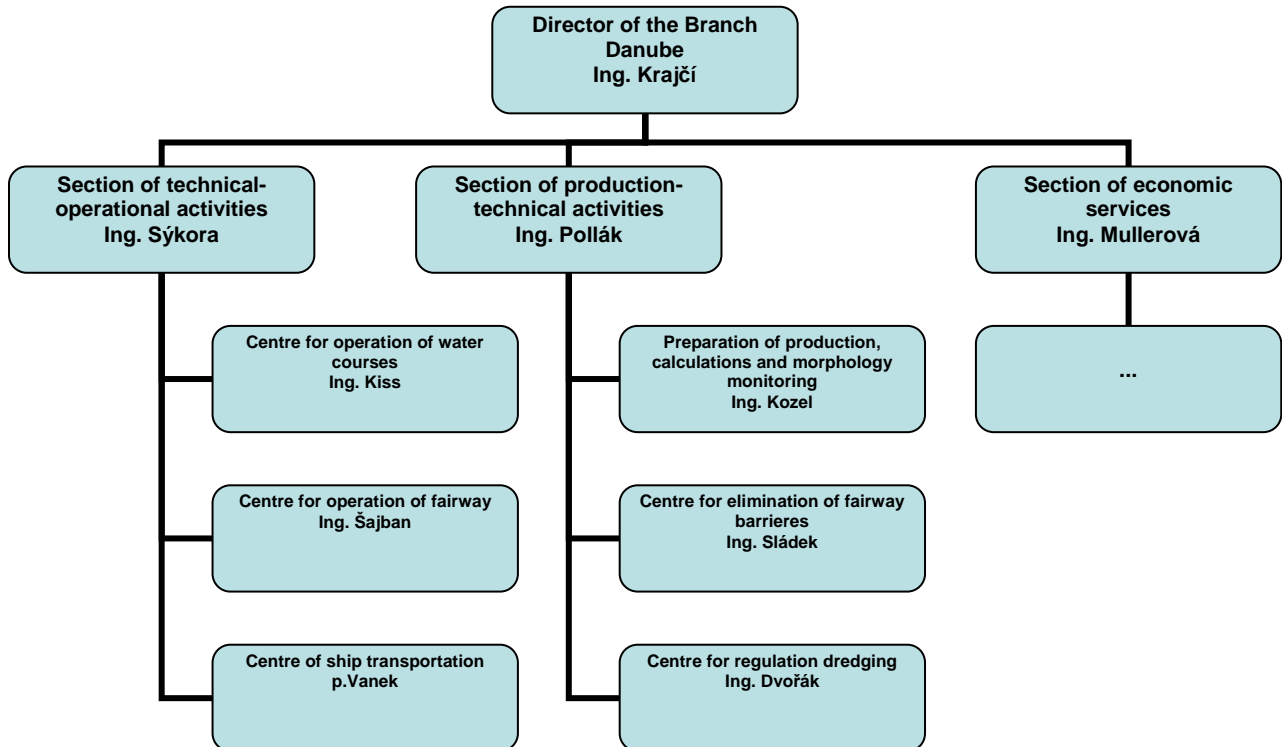 Director of the Branch
Danube
Ing. Krajčí
Section of technical-
operational activities
Ing. Sýkora
Section of production-
technical activities
Ing. Pollák
Section of economic
services
Ing. Mullerová
Centre for operation of water
courses
Ing. Kiss
Preparation of production,
calculations and morphology
monitoring
Ing. Kozel
...
Centre for operation of fairway
Ing. Šajban
Centre for elimination of fairway
barrieres
Ing. Sládek
Centre of ship transportation
p.Vanek
Centre for regulation dredging
Ing. Dvořák